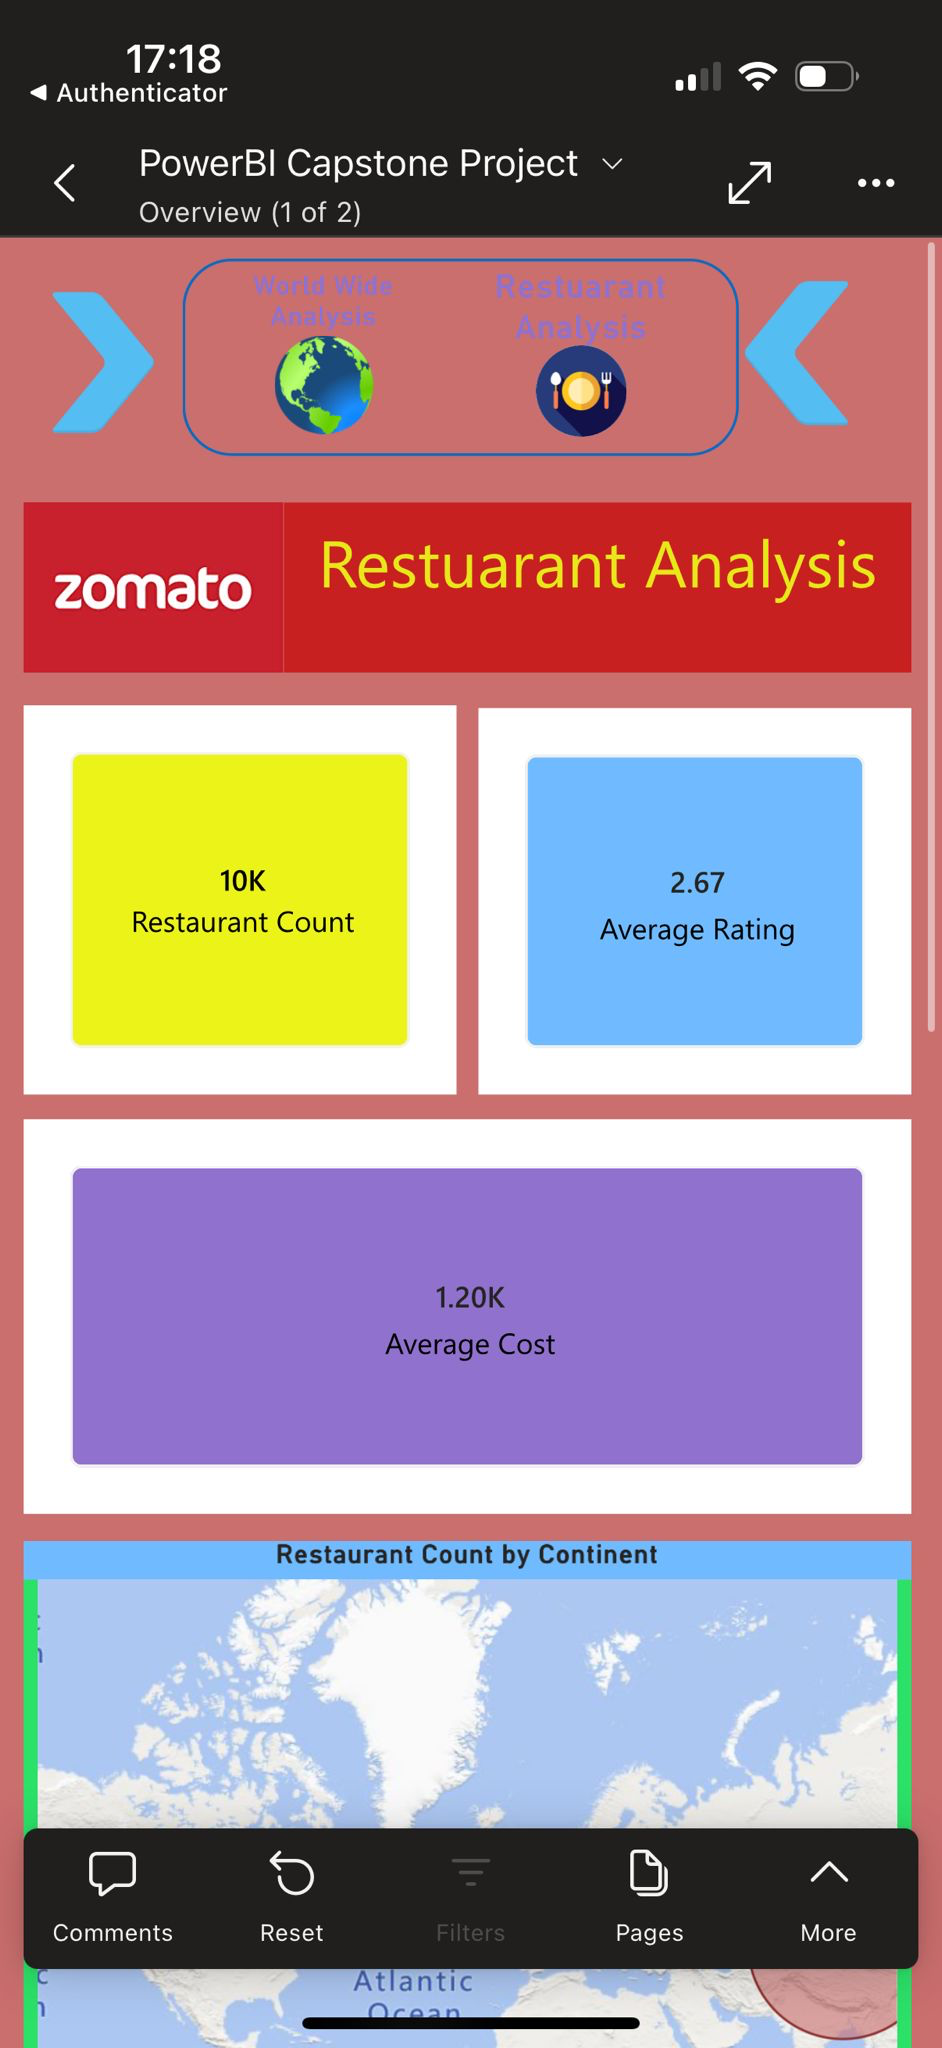 17:18
◀ Authenticator
PowerBI Capstone Project
Overview (1 of 2)
World Wide
Analysis
Restuarant
Analysis
zomato
Restuarant Analysis
10K
Restaurant Count
2.67
Average Rating
1.20K
Average Cost
Restaurant Count by Continent
Comments
Reset
Filters
Pages
More
Atlantic
Ocean